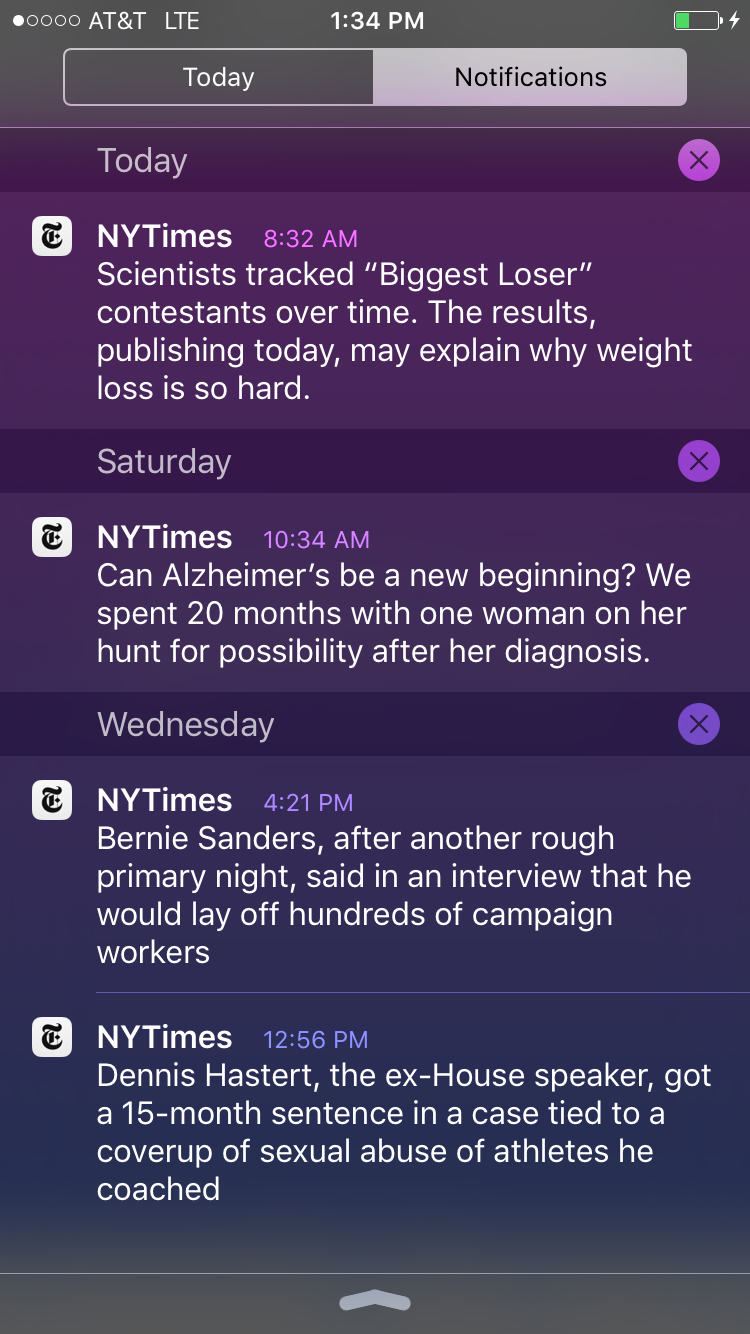 AT&T LTE 1:34 PM
Today Notifications
Today
NYTimes 8:32 AM
Scientists tracked “Biggest Loser”
contestants over time. The results,
publishing today, may explain why weight
loss is so hard.
Saturday
NYTimes 10:34 AM
Can Alzheimer’s be a new beginning? We
spent 20 months with one woman on her
hunt for possibility after her diagnosis.
Wednesday
NYTimes 4:21 PM
Bernie Sanders, after another rough
primary night, said in an interview that he
would lay off hundreds of campaign
workers
NYTimes 12:56 PM
Dennis Hastert, the ex-House speaker, got
a 15-month sentence in a case tied to a
coverup of sexual abuse of athletes he
coached